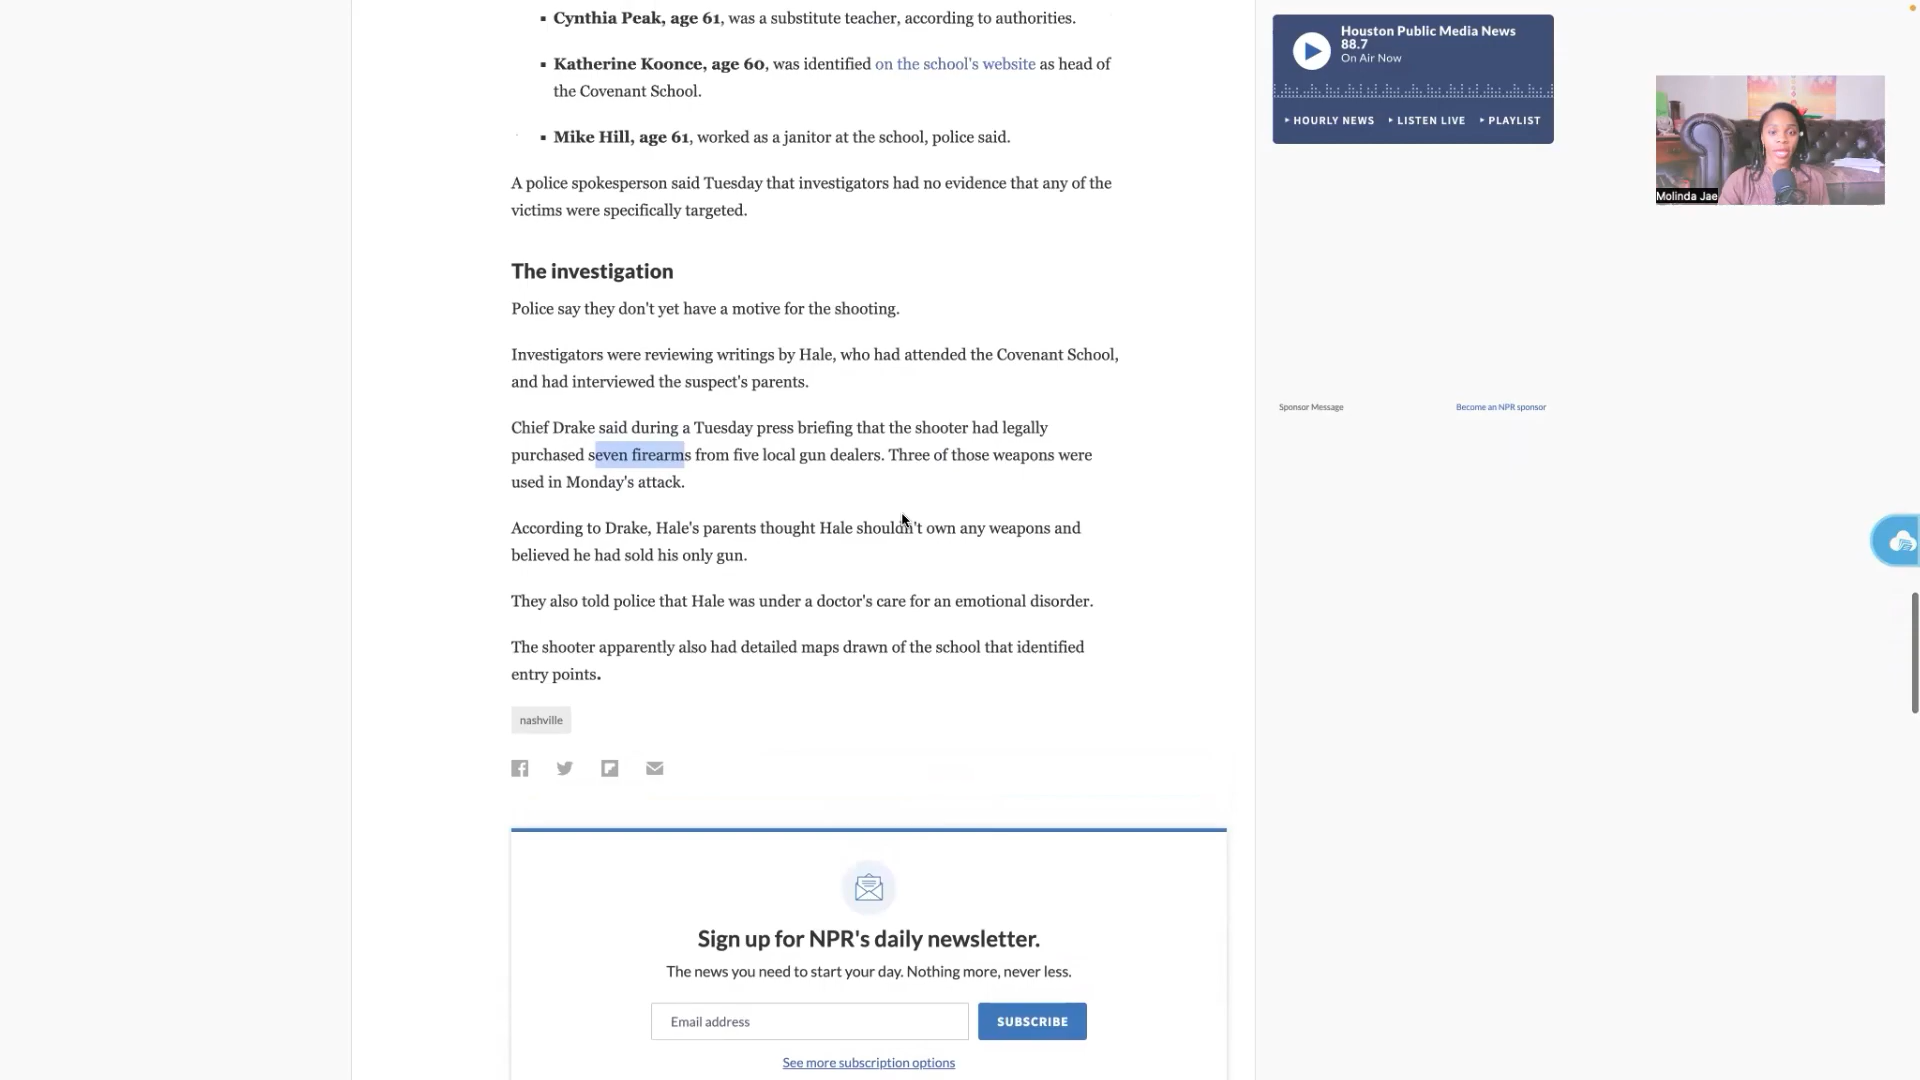 Cynthia Peak, age 61, was a substitute teacher, according to authorities.
Katherine Koonce, age 60, was identified on the school's website as head of
the Covenant School.
Mike Hill, age 61, worked as a janitor at the school, police said.
A police spokesperson said Tuesday that investigators had no evidence that any of the
victims were specifically targeted.
The investigation
Police say they don't yet have a motive for the shooting.
Investigators were reviewing writings by Hale, who had attended the Covenant School,
and had interviewed the suspect's parents.
Chief Drake said during a Tuesday press briefing that the shooter had legally
purchased seven firearms from five local gun dealers. Three of those weapons were
used in Monday's attack.
According to Drake, Hale's parents thought Hale shouldn't own any weapons and
believed he had sold his only gun.
They also told police that Hale was under a doctor's care for an emotional disorder.
The shooter apparently also had detailed maps drawn of the school that identified
entry points.
nashville
Sign up for NPR's daily newsletter.
The news you need to start your day. Nothing more, never less.
Email address
SUBSCRIBE
See more subscription options
Houston Public Media News
88.7
On Air Now
HOURLY NEWS
LISTEN LIVE
PLAYLIST
Sponsor Message
Become an NPR sponsor
Molinda Jae